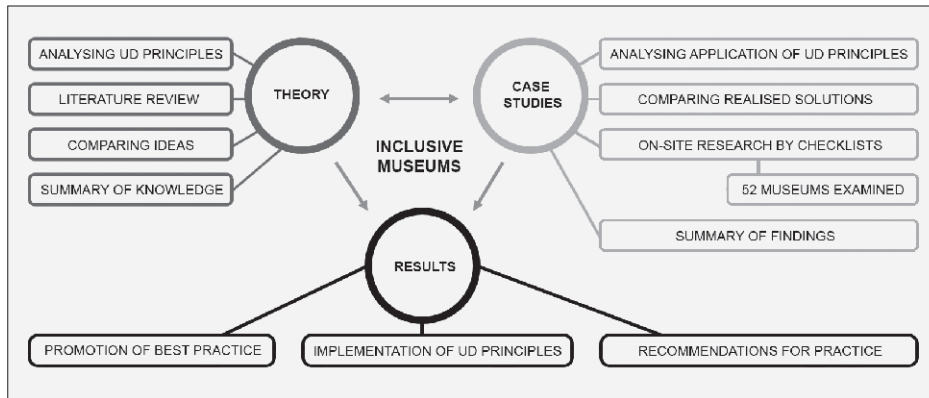 ANALYSING UD PRINCIPLES
LITERATURE REVIEW
COMPARING IDEAS
SUMMARY OF KNOWLEDGE
THEORY
CASE
STUDIES
ANALYSING APPLICATION OF UD PRINCIPLES
COMPARING REALISED SOLUTIONS
ON-SITE RESEARCH BY CHECKLISTS
52 MUSEUMS EXAMINED
SUMMARY OF FINDINGS
INCLUSIVE
MUSEUMS
RESULTS
PROMOTION OF BEST PRACTICE
IMPLEMENTATION OF UD PRINCIPLES
RECOMMENDATIONS FOR PRACTICE